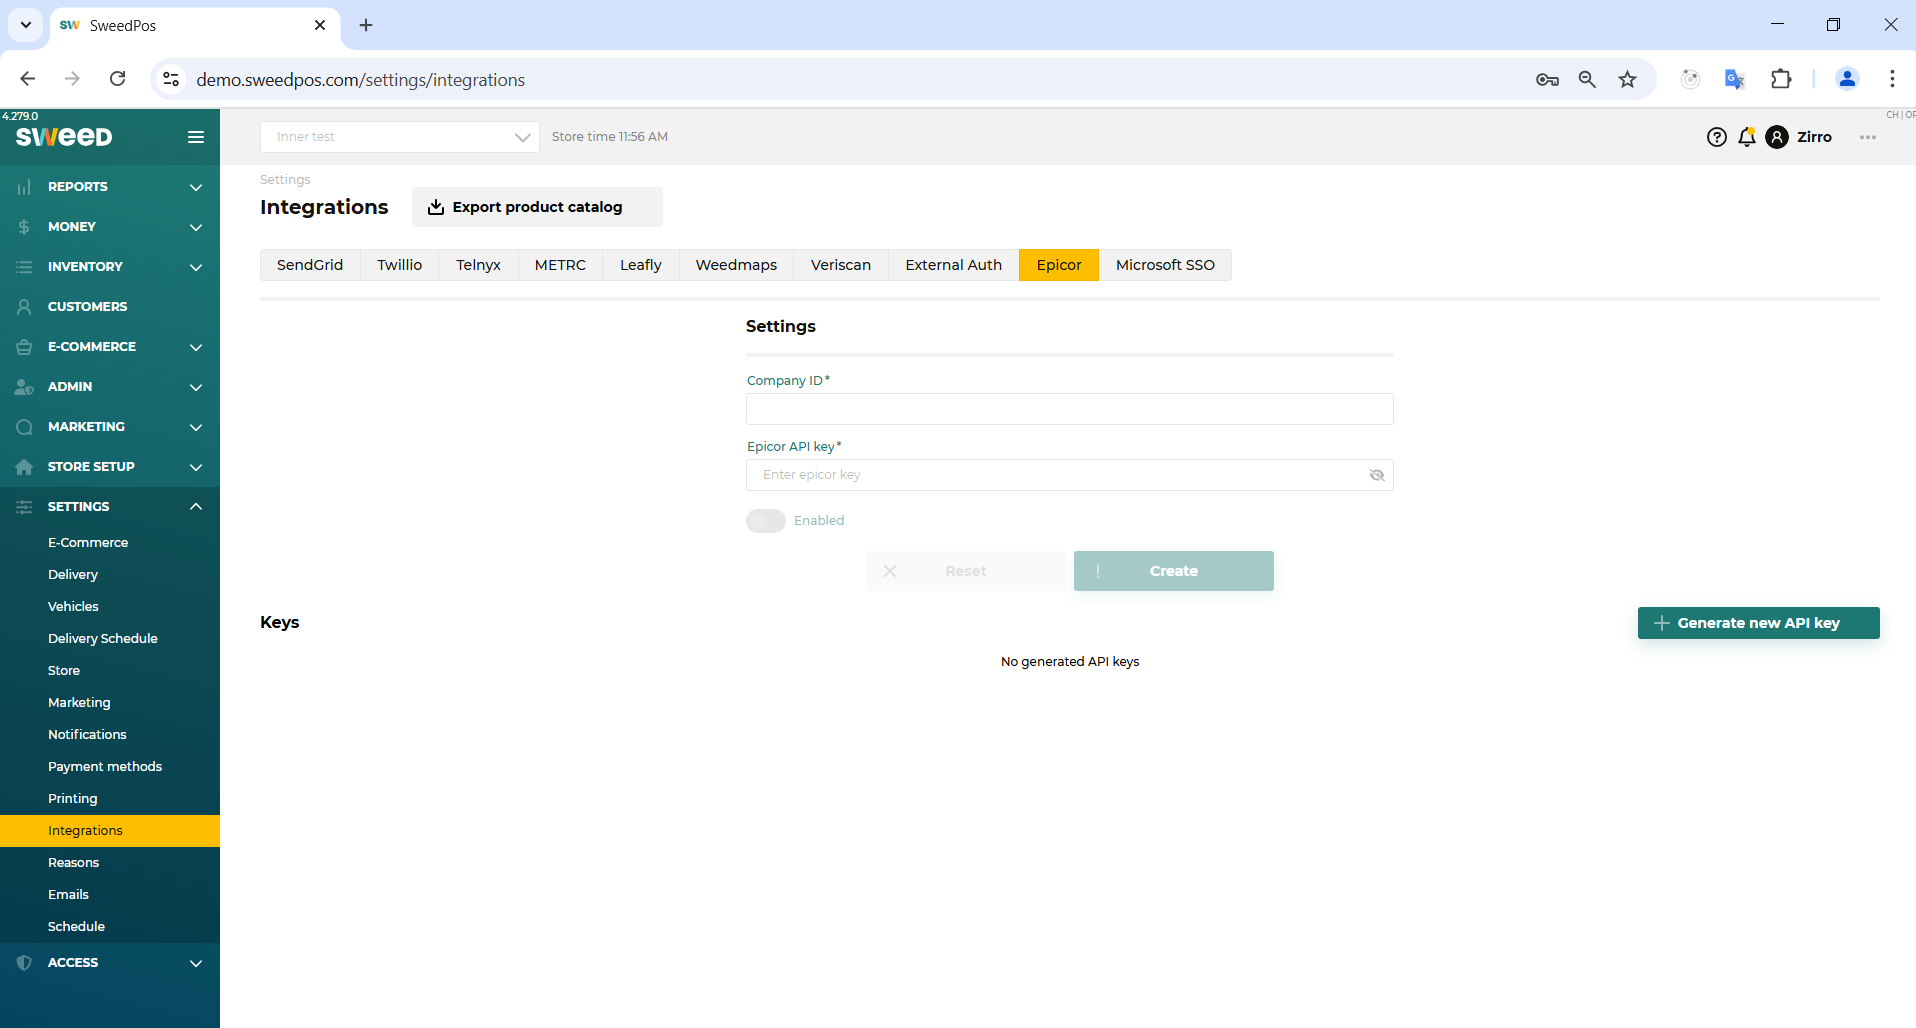 SW SweedPos
demo.sweedpos.com/settings/integrations
4.279.0
sweed
Inner test
Store time 11:56 AM
CH | OP
Zirro
REPORTS
MONEY
INVENTORY
CUSTOMERS
E-COMMERCE
ADMIN
MARKETING
STORE SETUP
SETTINGS
E-Commerce
Delivery
Vehicles
Delivery Schedule
Store
Marketing
Notifications
Payment methods
Printing
Integrations
Reasons
Emails
Schedule
ACCESS
Settings
Integrations
Export product catalog
SendGrid Twillio Telnyx METRC Leafly Weedmaps Veriscan External Auth Epicor Microsoft SSO
Settings
Company ID*
Epicor API key*
Enter epicor key
Enabled
Reset Create
Keys
Generate new API key
No generated API keys